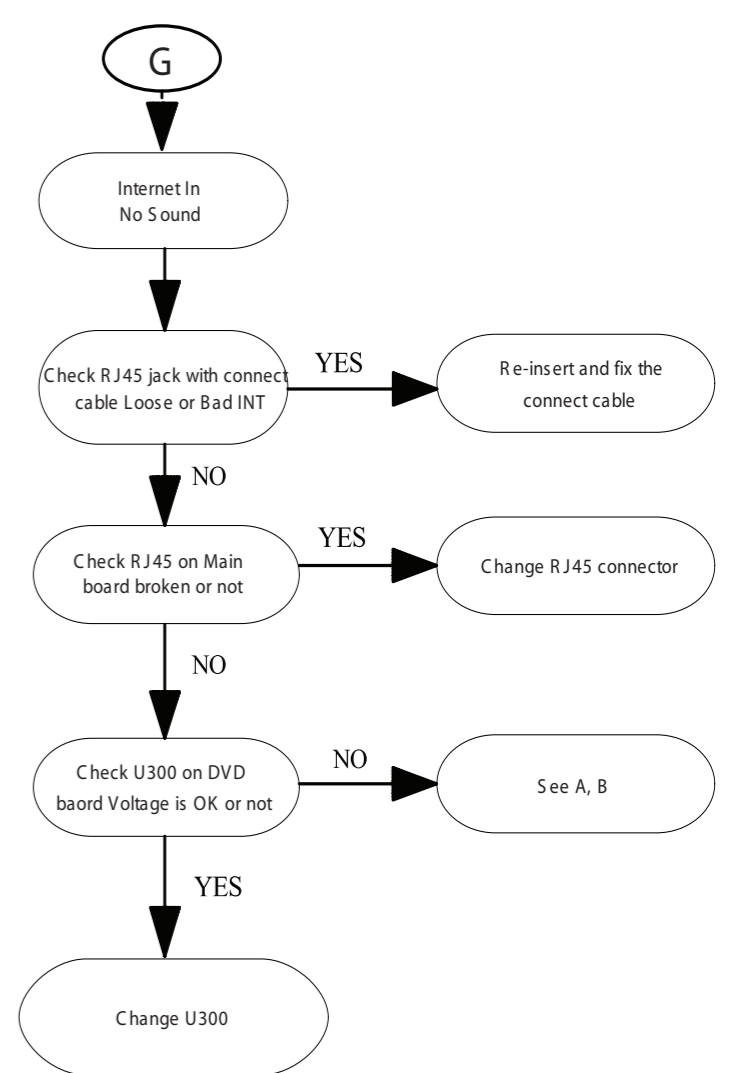 G
Internet In
No Sound
Check RJ45 jack with connect
cable Loose or Bad INT
YES
Re-insert and fix the
connect cable
NO
Check RJ45 on Main
board broken or not
YES
Change RJ45 connector
NO
Check U300 on DVD
baord Voltage is OK or not
NO
See A, B
YES
Change U300